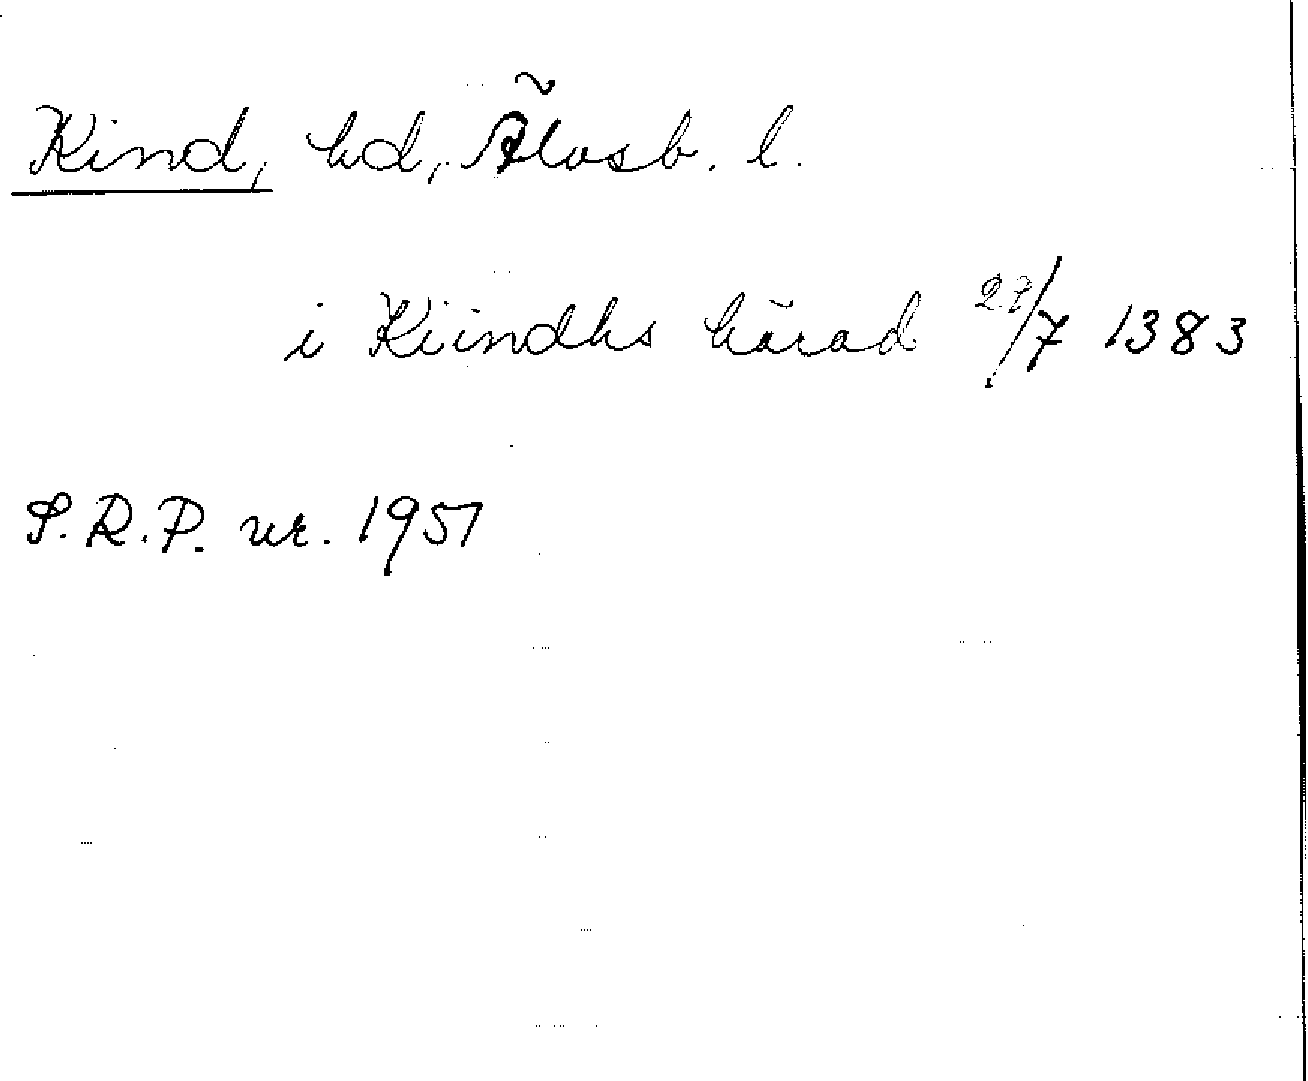 Kind, hd, Älvsb. l.
i Kiindhs härad 27/7 1383
S.R.P. nr. 1951